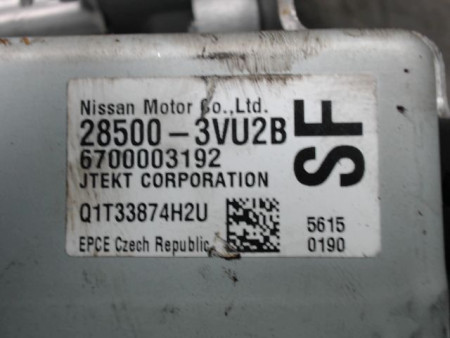 Nissan Motor Co.,Ltd.
28500-3VU2B
6700003192
JTEKT CORPORATION
Q1T33874H2U
EPCE Czech Republic
SF
5615
0190